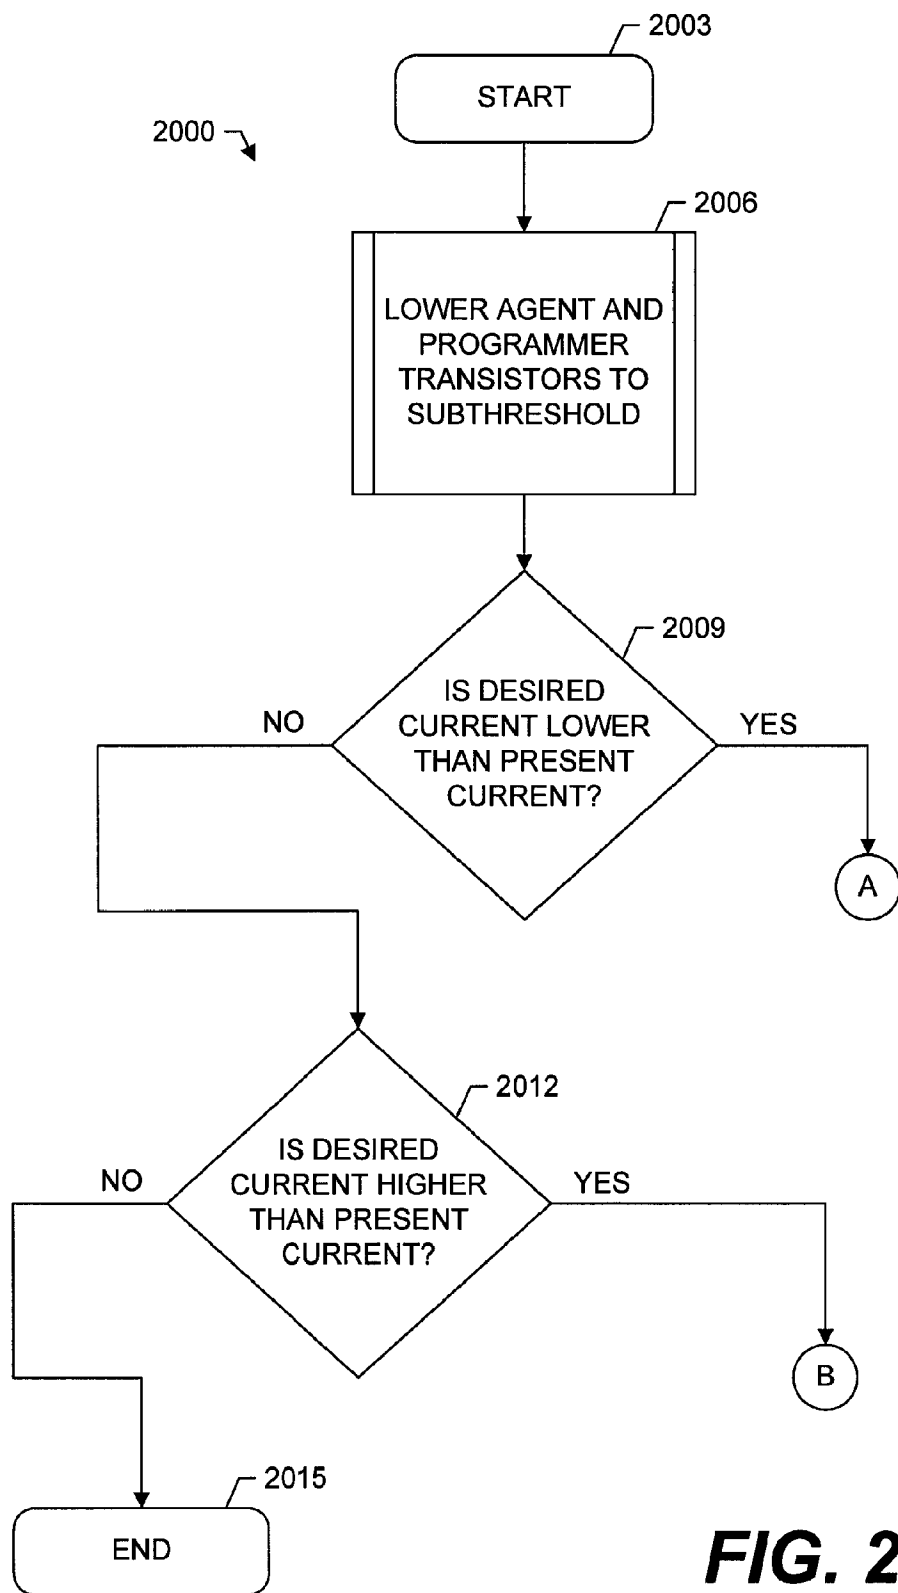 2003
START
2000
2006
LOWER AGENT AND
PROGRAMMER
TRANSISTORS TO
SUBTHRESHOLD
2009
IS DESIRED
CURRENT LOWER
THAN PRESENT
CURRENT?
NO
YES
A
2012
IS DESIRED
CURRENT HIGHER
THAN PRESENT
CURRENT?
NO
YES
B
2015
END
FIG. 2